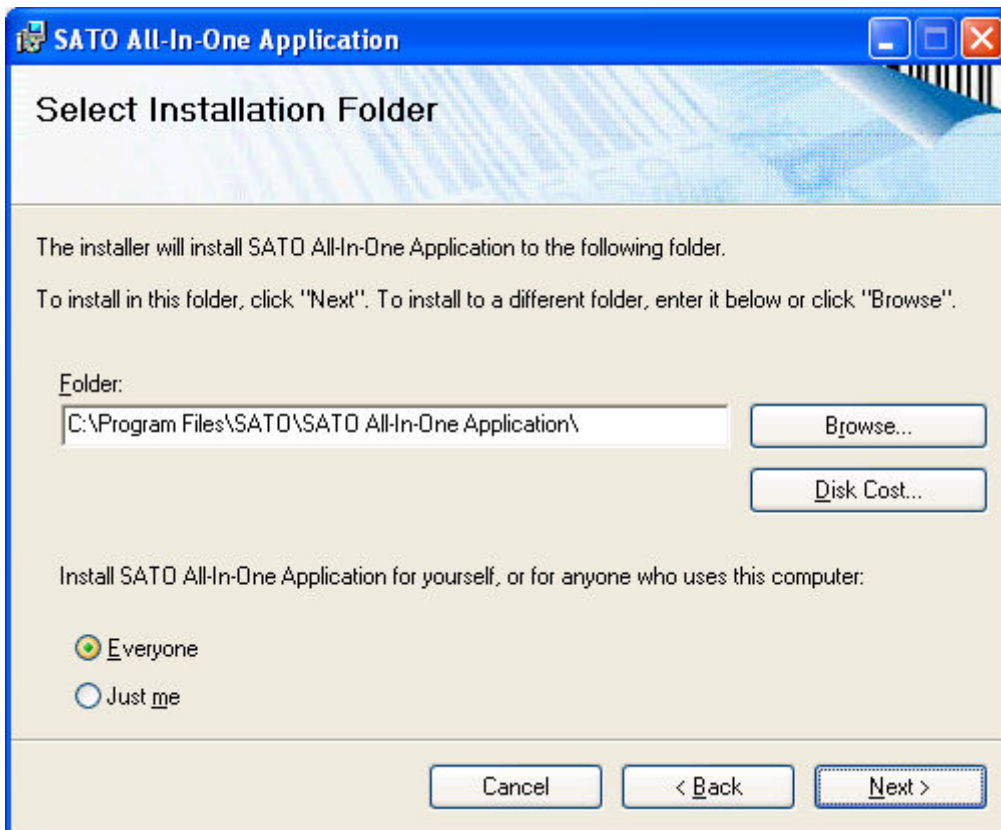 SATO All-In-One Application
Select Installation Folder
The installer will install SATO All-In-One Application to the following folder.
To install in this folder, click "Next". To install to a different folder, enter it below or click "Browse".
Folder:
C:\Program Files\SATO\SATO All-In-One Application\
Browse...
Disk Cost...
Install SATO All-In-One Application for yourself, or for anyone who uses this computer:
Everyone
Just me
Cancel
< Back
Next >